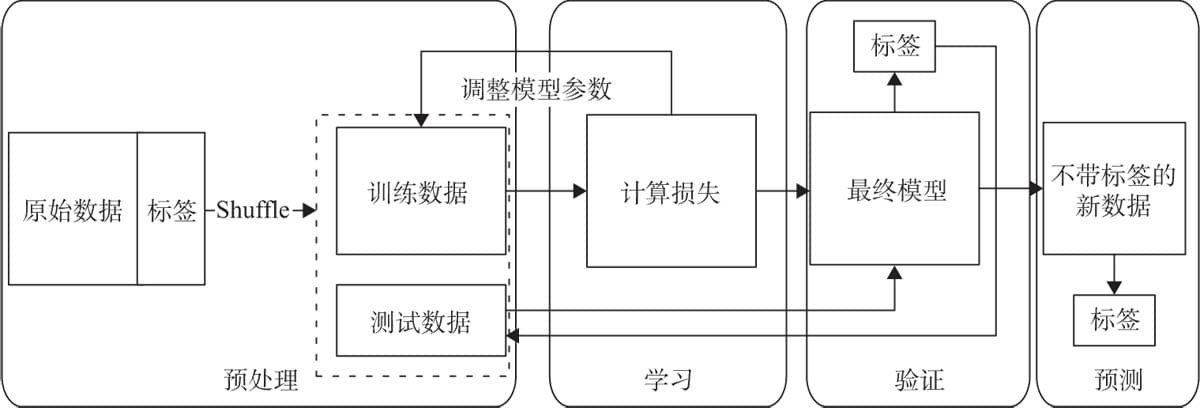 标签
调整模型参数
原始数据
标签
Shuffle
训练数据
计算损失
最终模型
不带标签的
新数据
测试数据
标签
预处理
学习
验证
预测